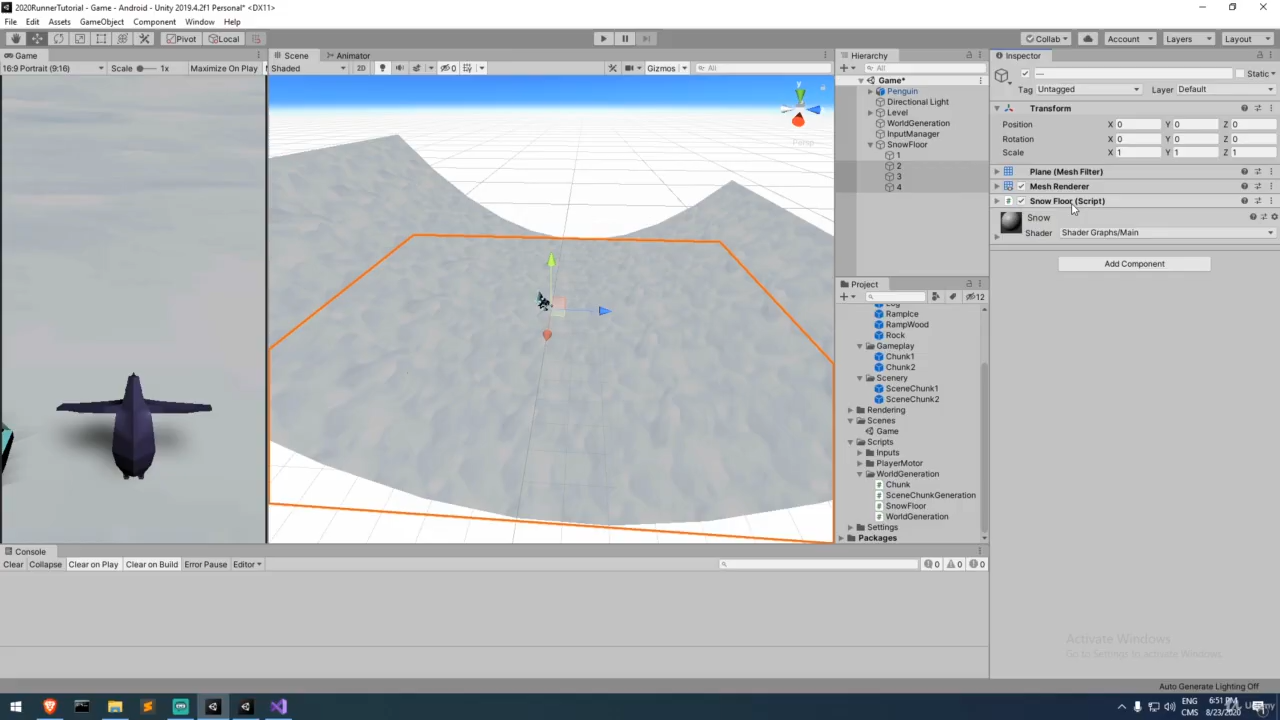 2020RunnerTutorial - Game - Android - Unity 2019.4.2f1 Personal* <DX11>
File Edit Assets GameObject Component Window Help
Pivot Local Collab Account Layers Layout
Game
16:9 Portrait (9:16) Scale 1x Maximize On Play
Scene Animator
Shaded 2D 0 Gizmos All
y
Persp
Hierarchy
All
Game*
Penguin
Directional Light
Level
WorldGeneration
InputManager
SnowFloor
1
2
3
4
Project
12
Log
RampIce
RampWood
Rock
Gameplay
Chunk1
Chunk2
Scenery
SceneChunk1
SceneChunk2
Rendering
Scenes
Game
Scripts
Inputs
PlayerMotor
WorldGeneration
Chunk
SceneChunkGeneration
SnowFloor
WorldGeneration
Settings
Packages
Inspector
— Static
Tag Untagged Layer Default
Transform
Position X 0 Y 0 Z 0
Rotation X 0 Y 0 Z 0
Scale X 1 Y 1 Z 1
Plane (Mesh Filter)
Mesh Renderer
Snow Floor (Script)
Snow
Shader Shader Graphs/Main
Add Component
Console
Clear Collapse Clear on Play Clear on Build Error Pause Editor 0 0 0
Activate Windows
Go to Settings to activate Windows.
Auto Generate Lighting Off
ENG
CMS
6:51 PM
8/23/2020
Udemy